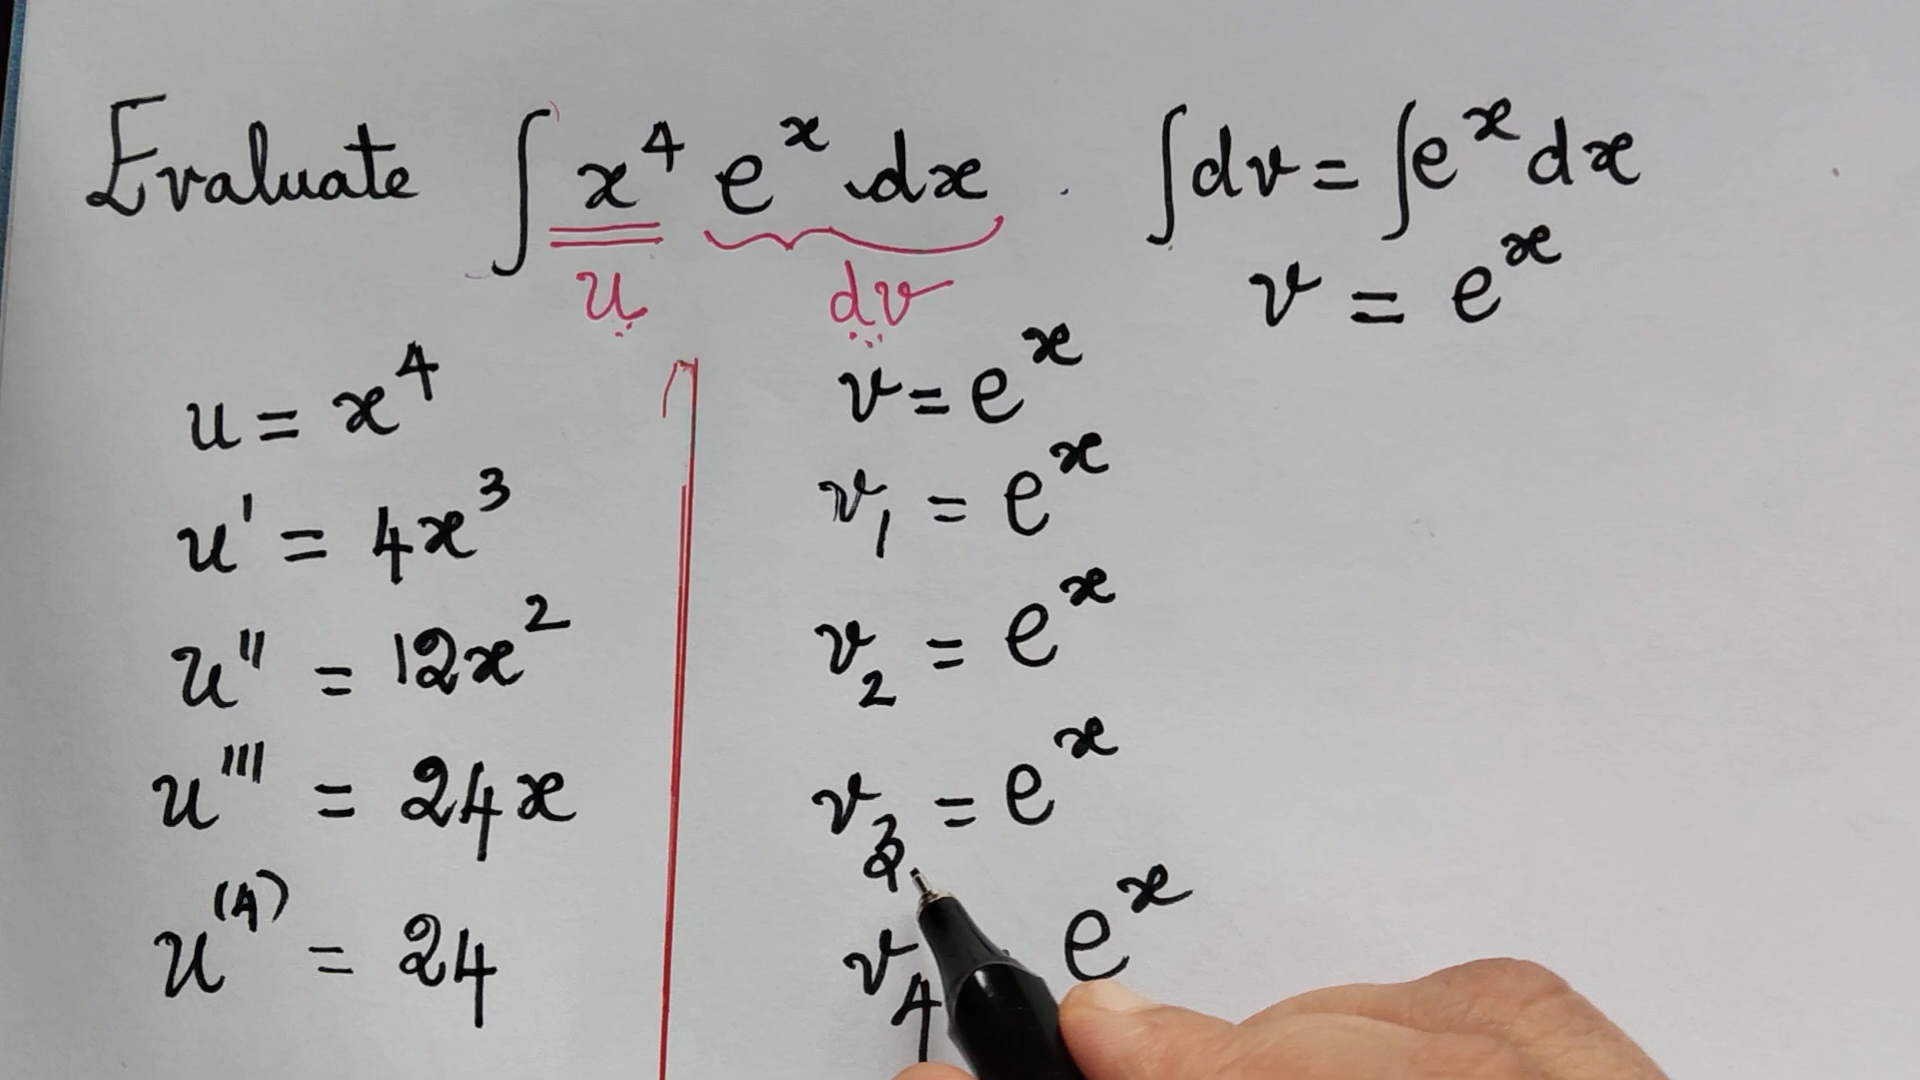 Evaluate ∫ x⁴ eˣ dx . ∫dv = ∫eˣ dx
u dv
v = eˣ
u = x⁴ v = eˣ
u' = 4x³ v₁ = eˣ
u'' = 12x² v₂ = eˣ
u''' = 24x v₃ = eˣ
u⁽⁴⁾ = 24 v₄ eˣ